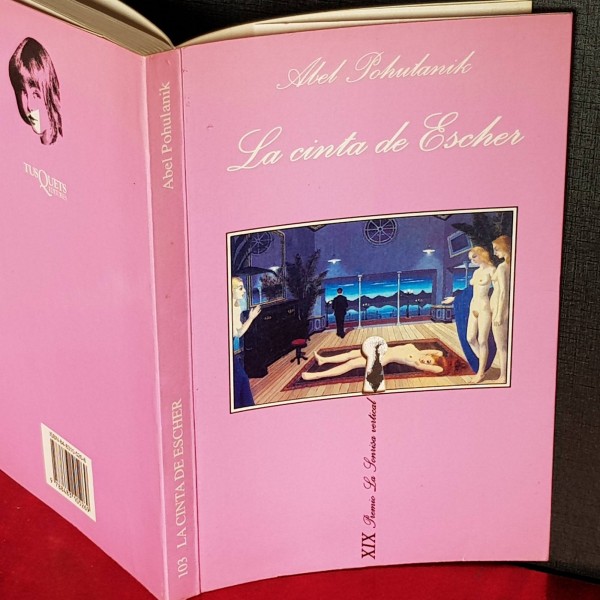 Abel Pohulanik
La cinta de Escher
XIX Premio La Sonrisa vertical
Abel Pohulanik
103 LA CINTA DE ESCHER
TUSQUETS